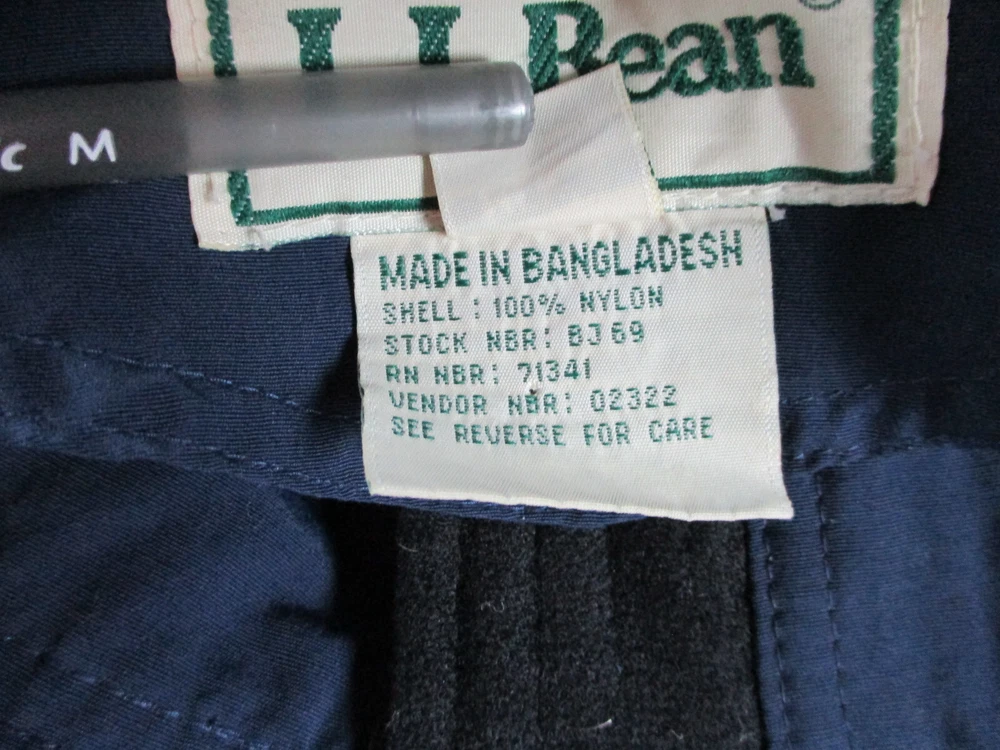 L.L.Bean
c M
MADE IN BANGLADESH
SHELL: 100% NYLON
STOCK NBR: BJ69
RN NBR: 71341
VENDOR NBR: 02322
SEE REVERSE FOR CARE